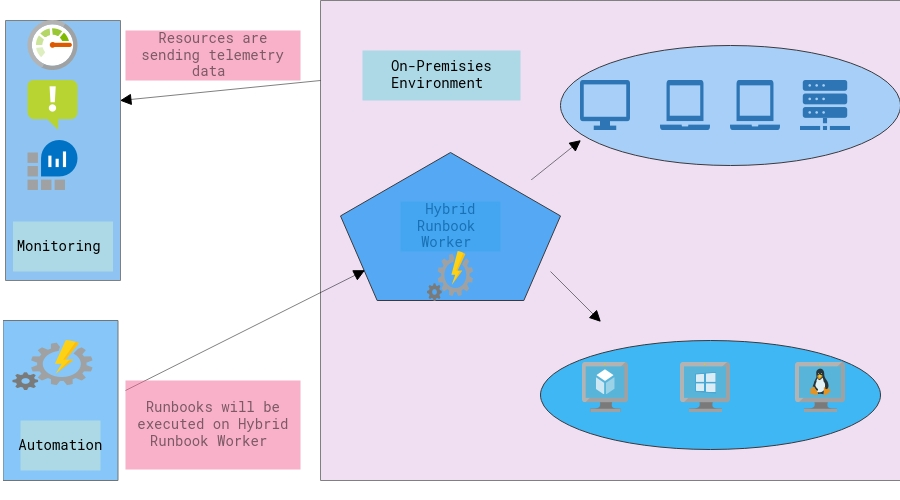 Resources are
sending telemetry
data
On-Premisies
Environment
Monitoring
Hybrid
Runbook
Worker
Automation
Runbooks will be
executed on Hybrid
Runbook Worker